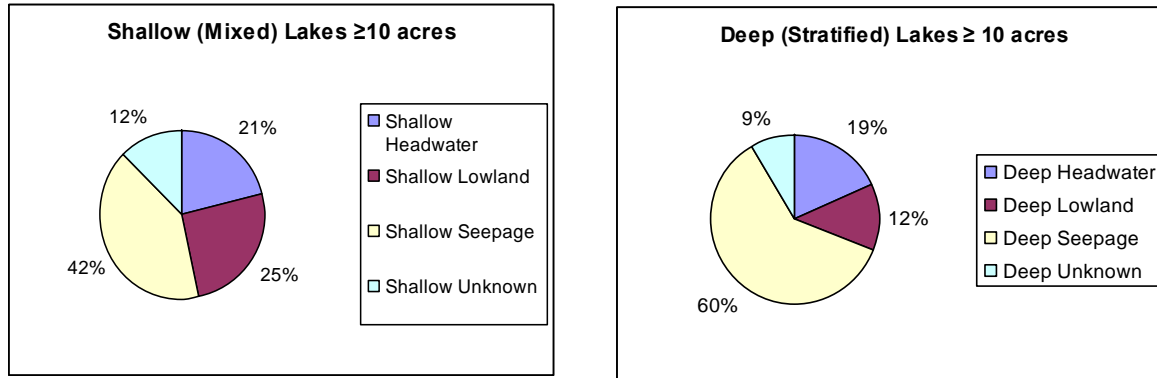 Shallow (Mixed) Lakes ≥10 acres
12%
21%
42%
25%
Shallow
Headwater
Shallow Lowland
Shallow Seepage
Shallow Unknown
Deep (Stratified) Lakes ≥ 10 acres
9%
19%
12%
60%
Deep Headwater
Deep Lowland
Deep Seepage
Deep Unknown